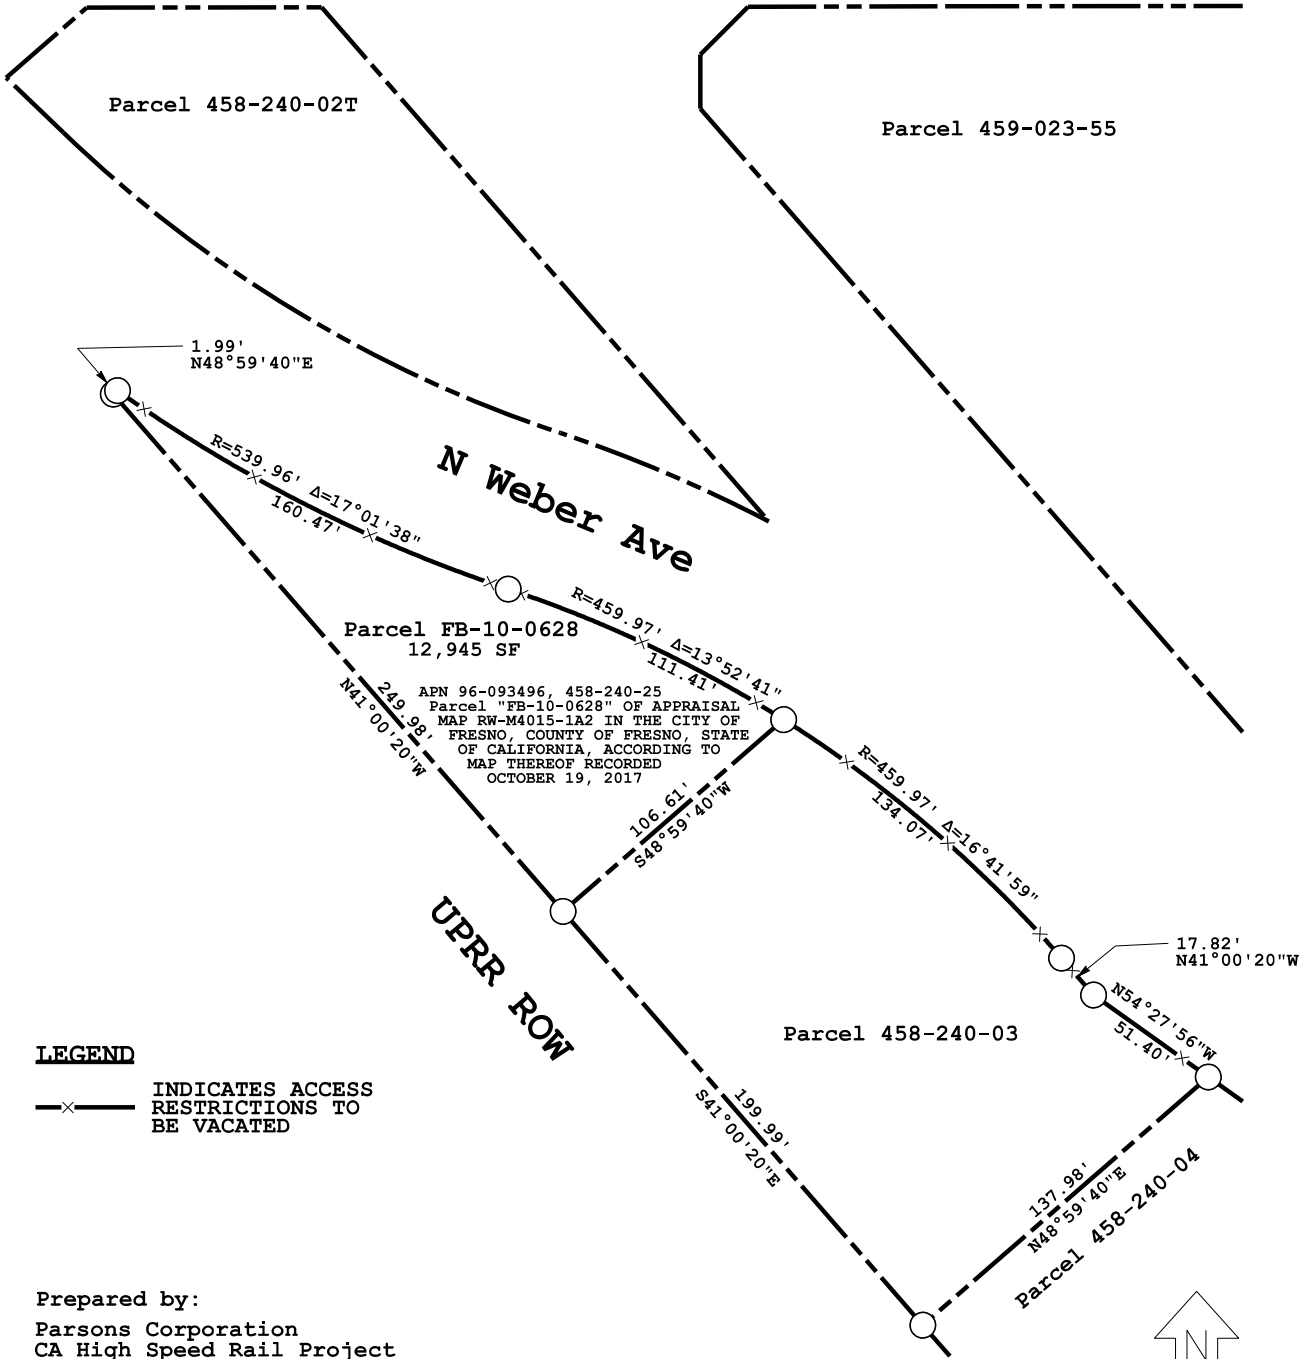 Parcel 458-240-02T
Parcel 459-023-55
1.99'
N48°59'40"E
R=539.96' Δ=17°01'38"
160.47'
N Weber Ave
R=459.97' Δ=13°52'41"
111.41'
Parcel FB-10-0628
12,945 SF
249.98'
N41°00'20"W
APN 96-093496, 458-240-25
Parcel "FB-10-0628" OF APPRAISAL
MAP RW-M4015-1A2 IN THE CITY OF
FRESNO, COUNTY OF FRESNO, STATE
OF CALIFORNIA, ACCORDING TO
MAP THEREOF RECORDED
OCTOBER 19, 2017
106.61'
S48°59'40"W
R=459.97' Δ=16°41'59"
134.07'
UPRR ROW
17.82'
N41°00'20"W
N54°27'56"W
51.40'
Parcel 458-240-03
LEGEND
INDICATES ACCESS
RESTRICTIONS TO
BE VACATED
199.99'
S41°00'20"E
137.98'
N48°59'40"E
Parcel 458-240-04
Prepared by:
Parsons Corporation
CA High Speed Rail Project
N